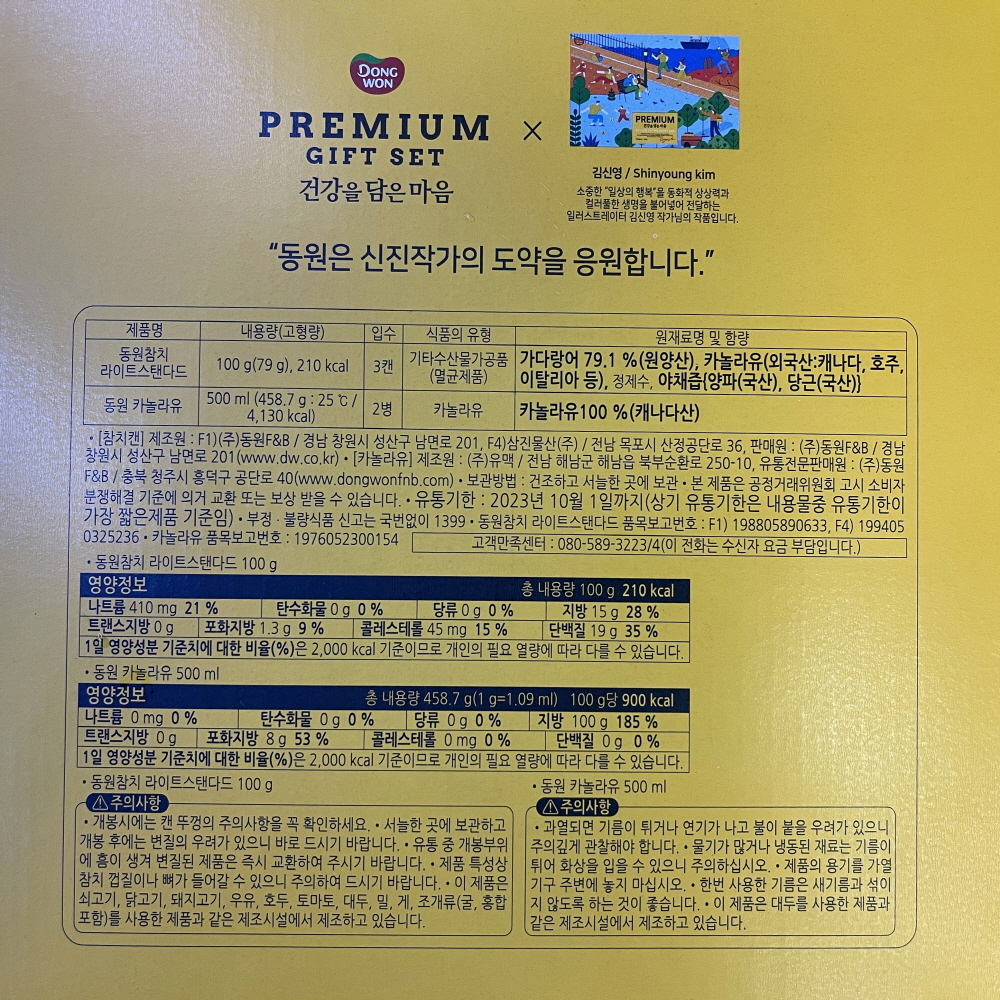 DONG
WON
PREMIUM
GIFT SET
건강을 담은 마음
×
PREMIUM
건강을 담은 마음
김신영 / Shinyoung kim
소중한 "일상의 행복"을 동화적 상상력과
컬러풀한 생명을 불어넣어 전달하는
일러스트레이터 김신영 작가님의 작품입니다.
"동원은 신진작가의 도약을 응원합니다."
제품명 내용량(고형량) 입수 식품의 유형 원재료명 및 함량
동원참치
라이트스탠다드 100 g(79 g), 210 kcal 3캔 기타수산물가공품
(멸균제품) 가다랑어 79.1 %(원양산), 카놀라유(외국산:캐나다, 호주,
이탈리아 등), 정제수, 야채즙{양파(국산), 당근(국산)}
동원 카놀라유 500 ml (458.7 g : 25 ℃ /
4,130 kcal) 2병 카놀라유 카놀라유100 %(캐나다산)
• [참치캔] 제조원 : F1)(주)동원F&B / 경남 창원시 성산구 남면로 201, F4)삼진물산(주) / 전남 목포시 산정공단로 36, 판매원 : (주)동원F&B / 경남
창원시 성산구 남면로 201(www.dw.co.kr) • [카놀라유] 제조원 : (주)유맥 / 전남 해남군 해남읍 북부순환로 250-10, 유통전문판매원 : (주)동원
F&B / 충북 청주시 흥덕구 공단로 40(www.dongwonfnb.com) • 보관방법 : 건조하고 서늘한 곳에 보관 • 본 제품은 공정거래위원회 고시 소비자
분쟁해결 기준에 의거 교환 또는 보상 받을 수 있습니다. • 유통기한 : 2023년 10월 1일까지(상기 유통기한은 내용물중 유통기한이
가장 짧은제품 기준임) • 부정 · 불량식품 신고는 국번없이 1399 • 동원참치 라이트스탠다드 품목보고번호 : F1) 198805890633, F4) 199405
0325236 • 카놀라유 품목보고번호 : 1976052300154 고객만족센터 : 080-589-3223/4(이 전화는 수신자 요금 부담입니다.)
• 동원참치 라이트스탠다드 100 g
영양정보 총 내용량 100 g 210 kcal
나트륨 410 mg 21 % 탄수화물 0 g 0 % 당류 0 g 0 % 지방 15 g 28 %
트랜스지방 0 g 포화지방 1.3 g 9 % 콜레스테롤 45 mg 15 % 단백질 19 g 35 %
1일 영양성분 기준치에 대한 비율(%)은 2,000 kcal 기준이므로 개인의 필요 열량에 따라 다를 수 있습니다.
• 동원 카놀라유 500 ml
영양정보 총 내용량 458.7 g(1 g=1.09 ml) 100 g당 900 kcal
나트륨 0 mg 0 % 탄수화물 0 g 0 % 당류 0 g 0 % 지방 100 g 185 %
트랜스지방 0 g 포화지방 8 g 53 % 콜레스테롤 0 mg 0 % 단백질 0 g 0 %
1일 영양성분 기준치에 대한 비율(%)은 2,000 kcal 기준이므로 개인의 필요 열량에 따라 다를 수 있습니다.
• 동원참치 라이트스탠다드 100 g
⚠주의사항
• 개봉시에는 캔 뚜껑의 주의사항을 꼭 확인하세요. • 서늘한 곳에 보관하고
개봉 후에는 변질의 우려가 있으니 바로 드시기 바랍니다. • 유통 중 개봉부위
에 흠이 생겨 변질된 제품은 즉시 교환하여 주시기 바랍니다. • 제품 특성상
참치 껍질이나 뼈가 들어갈 수 있으니 주의하여 드시기 바랍니다. • 이 제품은
쇠고기, 닭고기, 돼지고기, 우유, 호두, 토마토, 대두, 밀, 게, 조개류(굴, 홍합
포함)를 사용한 제품과 같은 제조시설에서 제조하고 있습니다.
• 동원 카놀라유 500 ml
⚠주의사항
• 과열되면 기름이 튀거나 연기가 나고 불이 붙을 우려가 있으니
주의깊게 관찰해야 합니다. • 물기가 많거나 냉동된 재료는 기름이
튀어 화상을 입을 수 있으니 주의하십시오. • 제품의 용기를 가열
기구 주변에 놓지 마십시오. • 한번 사용한 기름은 새기름과 섞이
지 않도록 하는 것이 좋습니다. • 이 제품은 대두를 사용한 제품과
같은 제조시설에서 제조하고 있습니다.